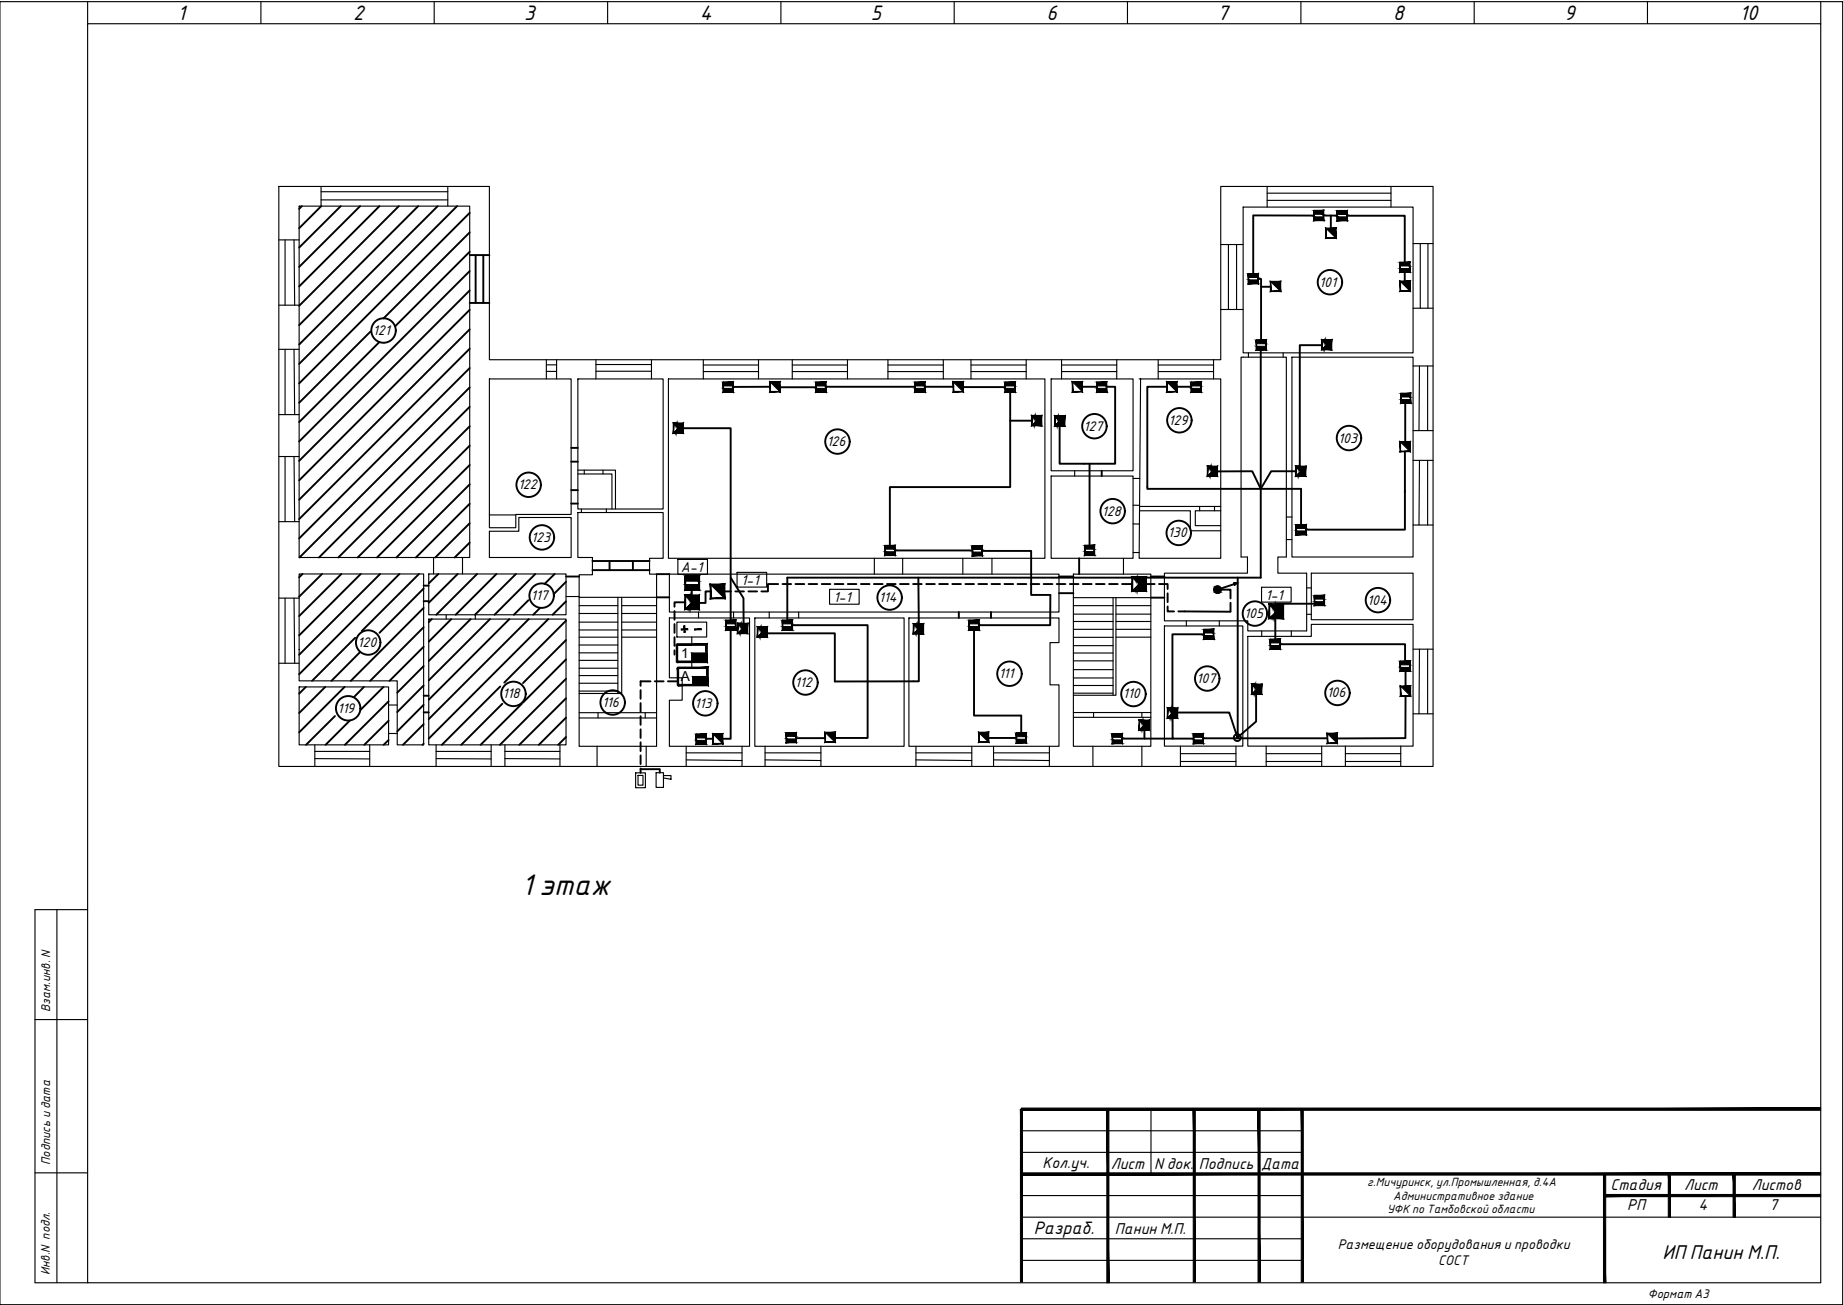 1 2 3 4 5 6 7 8 9 10
101
121
103
129
127
126
122
128
130
123
А-1
1-1
117
1-1
114
1-1
104
105
120
+ -
1
А
118
119
116
113
112
111
110
107
106
1 этаж
Взам.инв. N
Подпись и дата
Инв.N подл.
Кол.уч. Лист N док. Подпись Дата
г.Мичуринск, ул.Промышленная, д.4А
Административное здание
УФК по Тамбовской области
Стадия Лист Листов
РП 4 7
Разраб. Панин М.П.
Размещение оборудования и проводки
СОСТ
ИП Панин М.П.
Формат А3